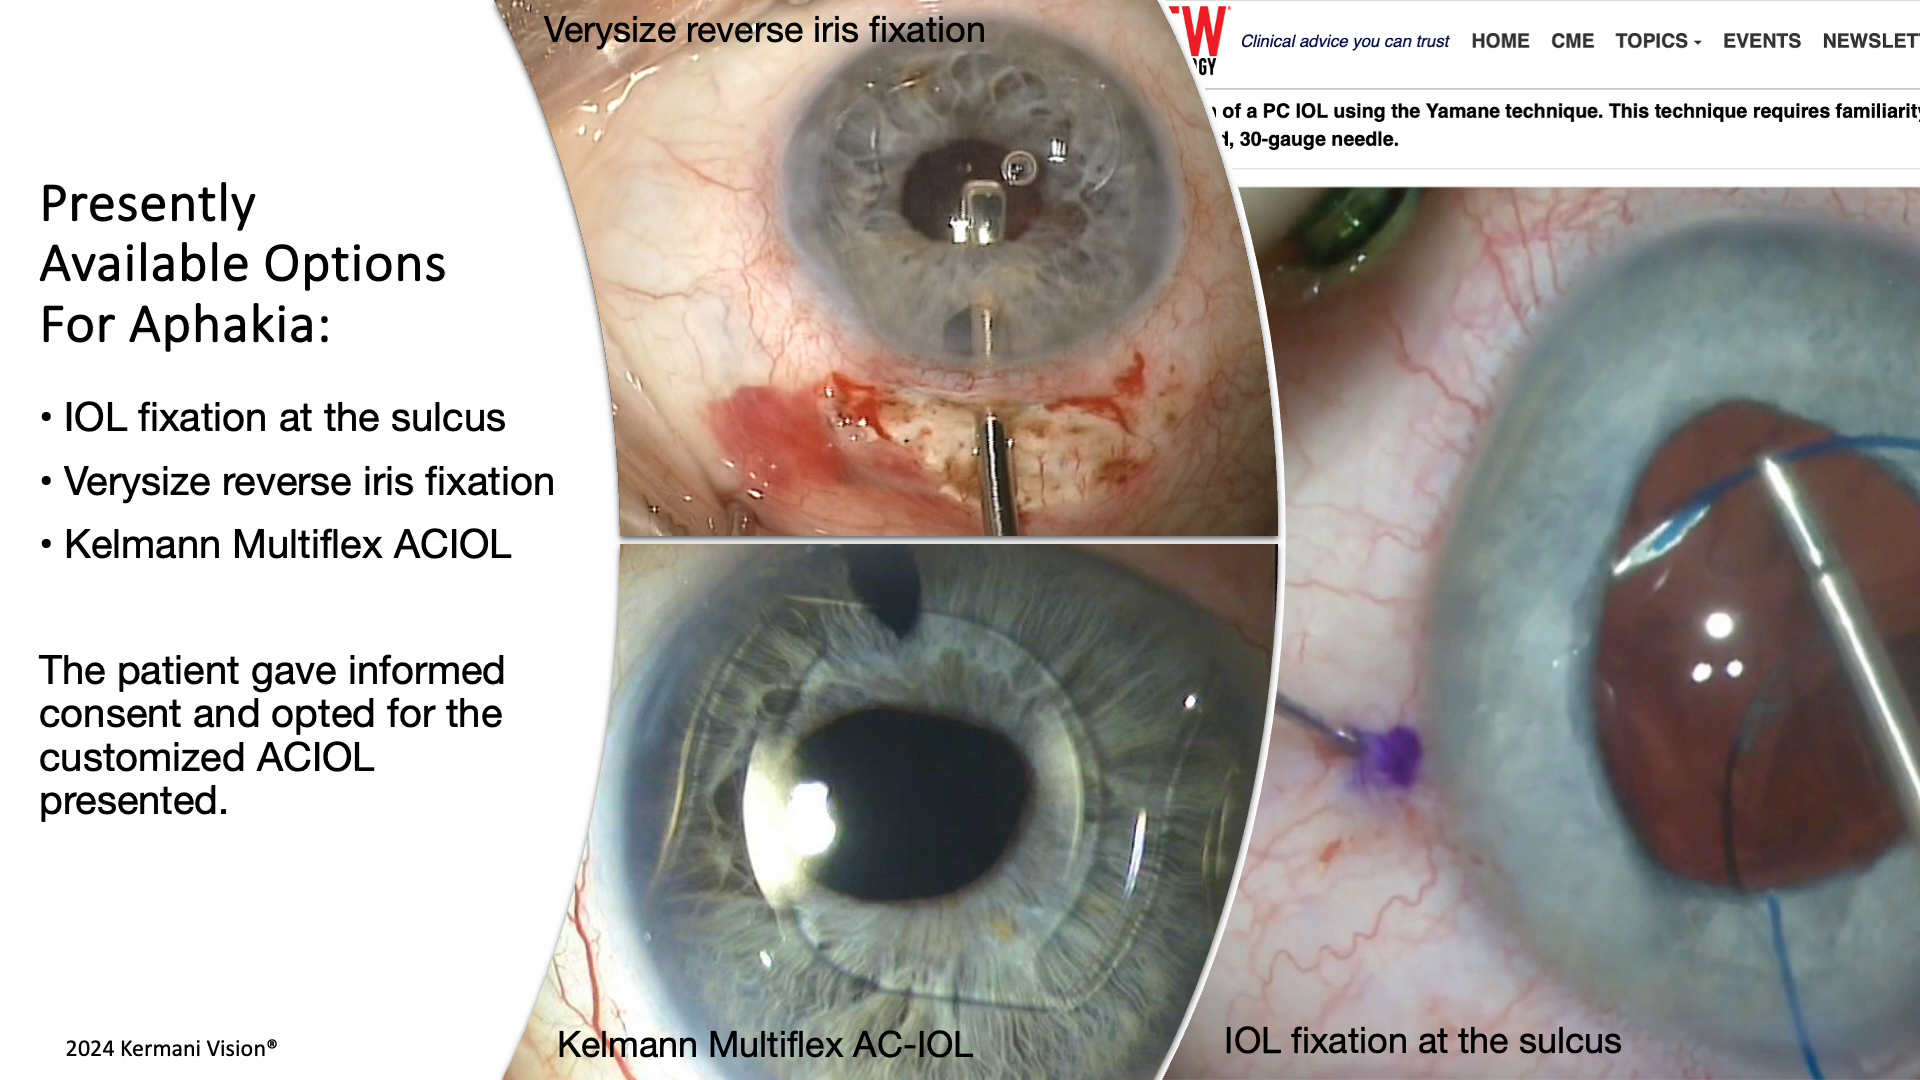 Presently
Available Options
For Aphakia:
• IOL fixation at the sulcus
• Verysize reverse iris fixation
• Kelmann Multiflex ACIOL
The patient gave informed
consent and opted for the
customized ACIOL
presented.
2024 Kermani Vision®
Verysize reverse iris fixation
Kelmann Multiflex AC-IOL
Clinical advice you can trust HOME CME TOPICS EVENTS
of a PC IOL using the Yamane technique. This technique requires familiarity
30-gauge needle.
IOL fixation at the sulcus